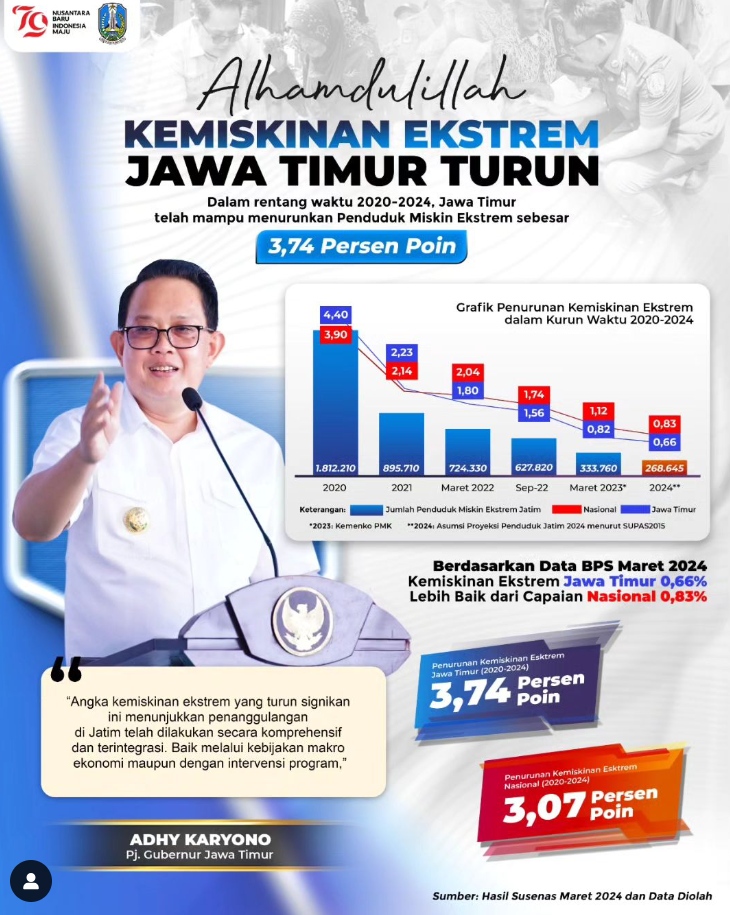 79
NUSANTARA
BARU
INDONESIA
MAJU
Alhamdulillah
KEMISKINAN EKSTREM
JAWA TIMUR TURUN
Dalam rentang waktu 2020-2024, Jawa Timur
telah mampu menurunkan Penduduk Miskin Ekstrem sebesar
3,74 Persen Poin
Grafik Penurunan Kemiskinan Ekstrem
dalam Kurun Waktu 2020-2024
4,40
3,90
2,23
2,14
2,04
1,80
1,74
1,56
1,12
0,82
0,83
0,66
1.812.210 895.710 724.330 627.820 333.760 268.645
2020 2021 Maret 2022 Sep-22 Maret 2023* 2024**
Keterangan: Jumlah Penduduk Miskin Ekstrem Jatim Nasional Jawa Timur
*2023: Kemenko PMK **2024: Asumsi Proyeksi Penduduk Jatim 2024 menurut SUPAS2015
Berdasarkan Data BPS Maret 2024
Kemiskinan Ekstrem Jawa Timur 0,66%
Lebih Baik dari Capaian Nasional 0,83%
Penurunan Kemiskinan Esktrem
Jawa Timur (2020-2024)
3,74 Persen
Poin
“Angka kemiskinan ekstrem yang turun signikan
ini menunjukkan penanggulangan
di Jatim telah dilakukan secara komprehensif
dan terintegrasi. Baik melalui kebijakan makro
ekonomi maupun dengan intervensi program,”
Penurunan Kemiskinan Esktrem
Nasional (2020-2024)
3,07 Persen
Poin
ADHY KARYONO
Pj. Gubernur Jawa Timur
Sumber: Hasil Susenas Maret 2024 dan Data Diolah